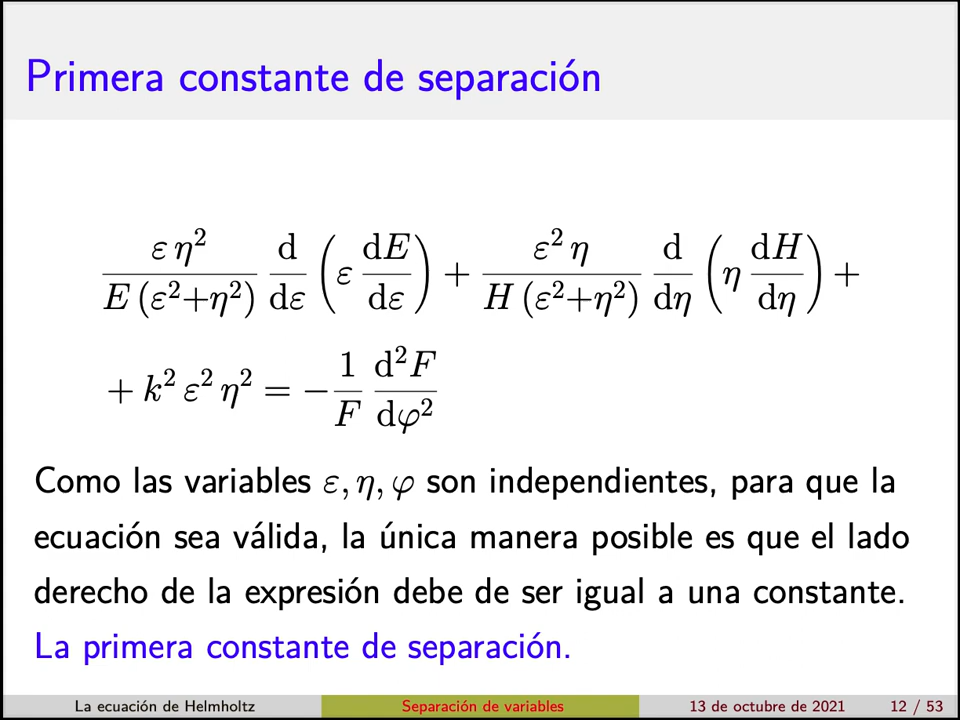 Primera constante de separación
ε η² / E (ε²+η²) d/dε (ε dE/dε) + ε² η / H (ε²+η²) d/dη (η dH/dη) +
+ k² ε² η² = − 1/F d²F/dφ²
Como las variables ε, η, φ son independientes, para que la
ecuación sea válida, la única manera posible es que el lado
derecho de la expresión debe de ser igual a una constante.
La primera constante de separación.
La ecuación de Helmholtz Separación de variables 13 de octubre de 2021 12 / 53